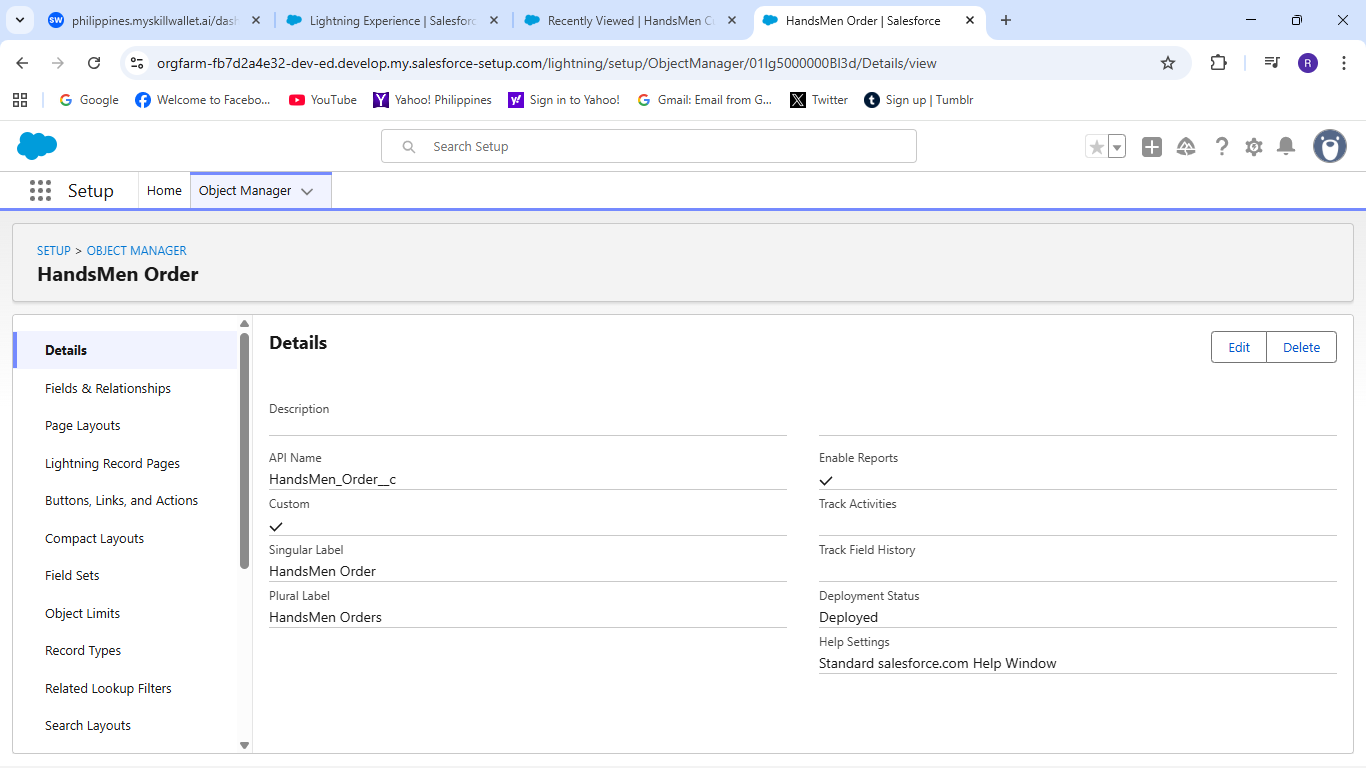 SW philippines.myskillwallet.ai/dash
Lightning Experience | Salesforc
Recently Viewed | HandsMen Cu
HandsMen Order | Salesforce
orgfarm-fb7d2a4e32-dev-ed.develop.my.salesforce-setup.com/lightning/setup/ObjectManager/01Ig5000000BI3d/Details/view
R
Google
Welcome to Facebo...
YouTube
Yahoo! Philippines
Sign in to Yahoo!
Gmail: Email from G...
Twitter
Sign up | Tumblr
Search Setup
Setup
Home
Object Manager
SETUP > OBJECT MANAGER
HandsMen Order
Details
Fields & Relationships
Page Layouts
Lightning Record Pages
Buttons, Links, and Actions
Compact Layouts
Field Sets
Object Limits
Record Types
Related Lookup Filters
Search Layouts
Details
Edit
Delete
Description
API Name
HandsMen_Order__c
Custom
Singular Label
HandsMen Order
Plural Label
HandsMen Orders
Enable Reports
Track Activities
Track Field History
Deployment Status
Deployed
Help Settings
Standard salesforce.com Help Window